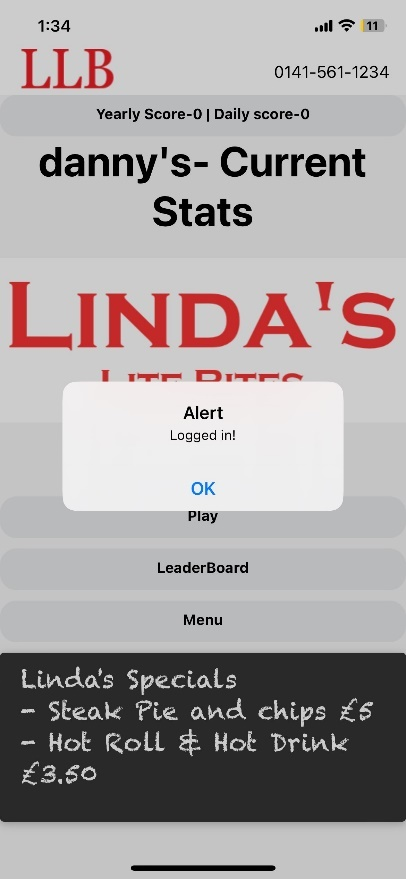 1:34
11
LLB
0141-561-1234
Yearly Score-0 | Daily score-0
danny's- Current
Stats
LINDA'S
LITE BITES
Alert
Logged in!
OK
Play
LeaderBoard
Menu
Linda's Specials
- Steak Pie and chips £5
- Hot Roll & Hot Drink
£3.50